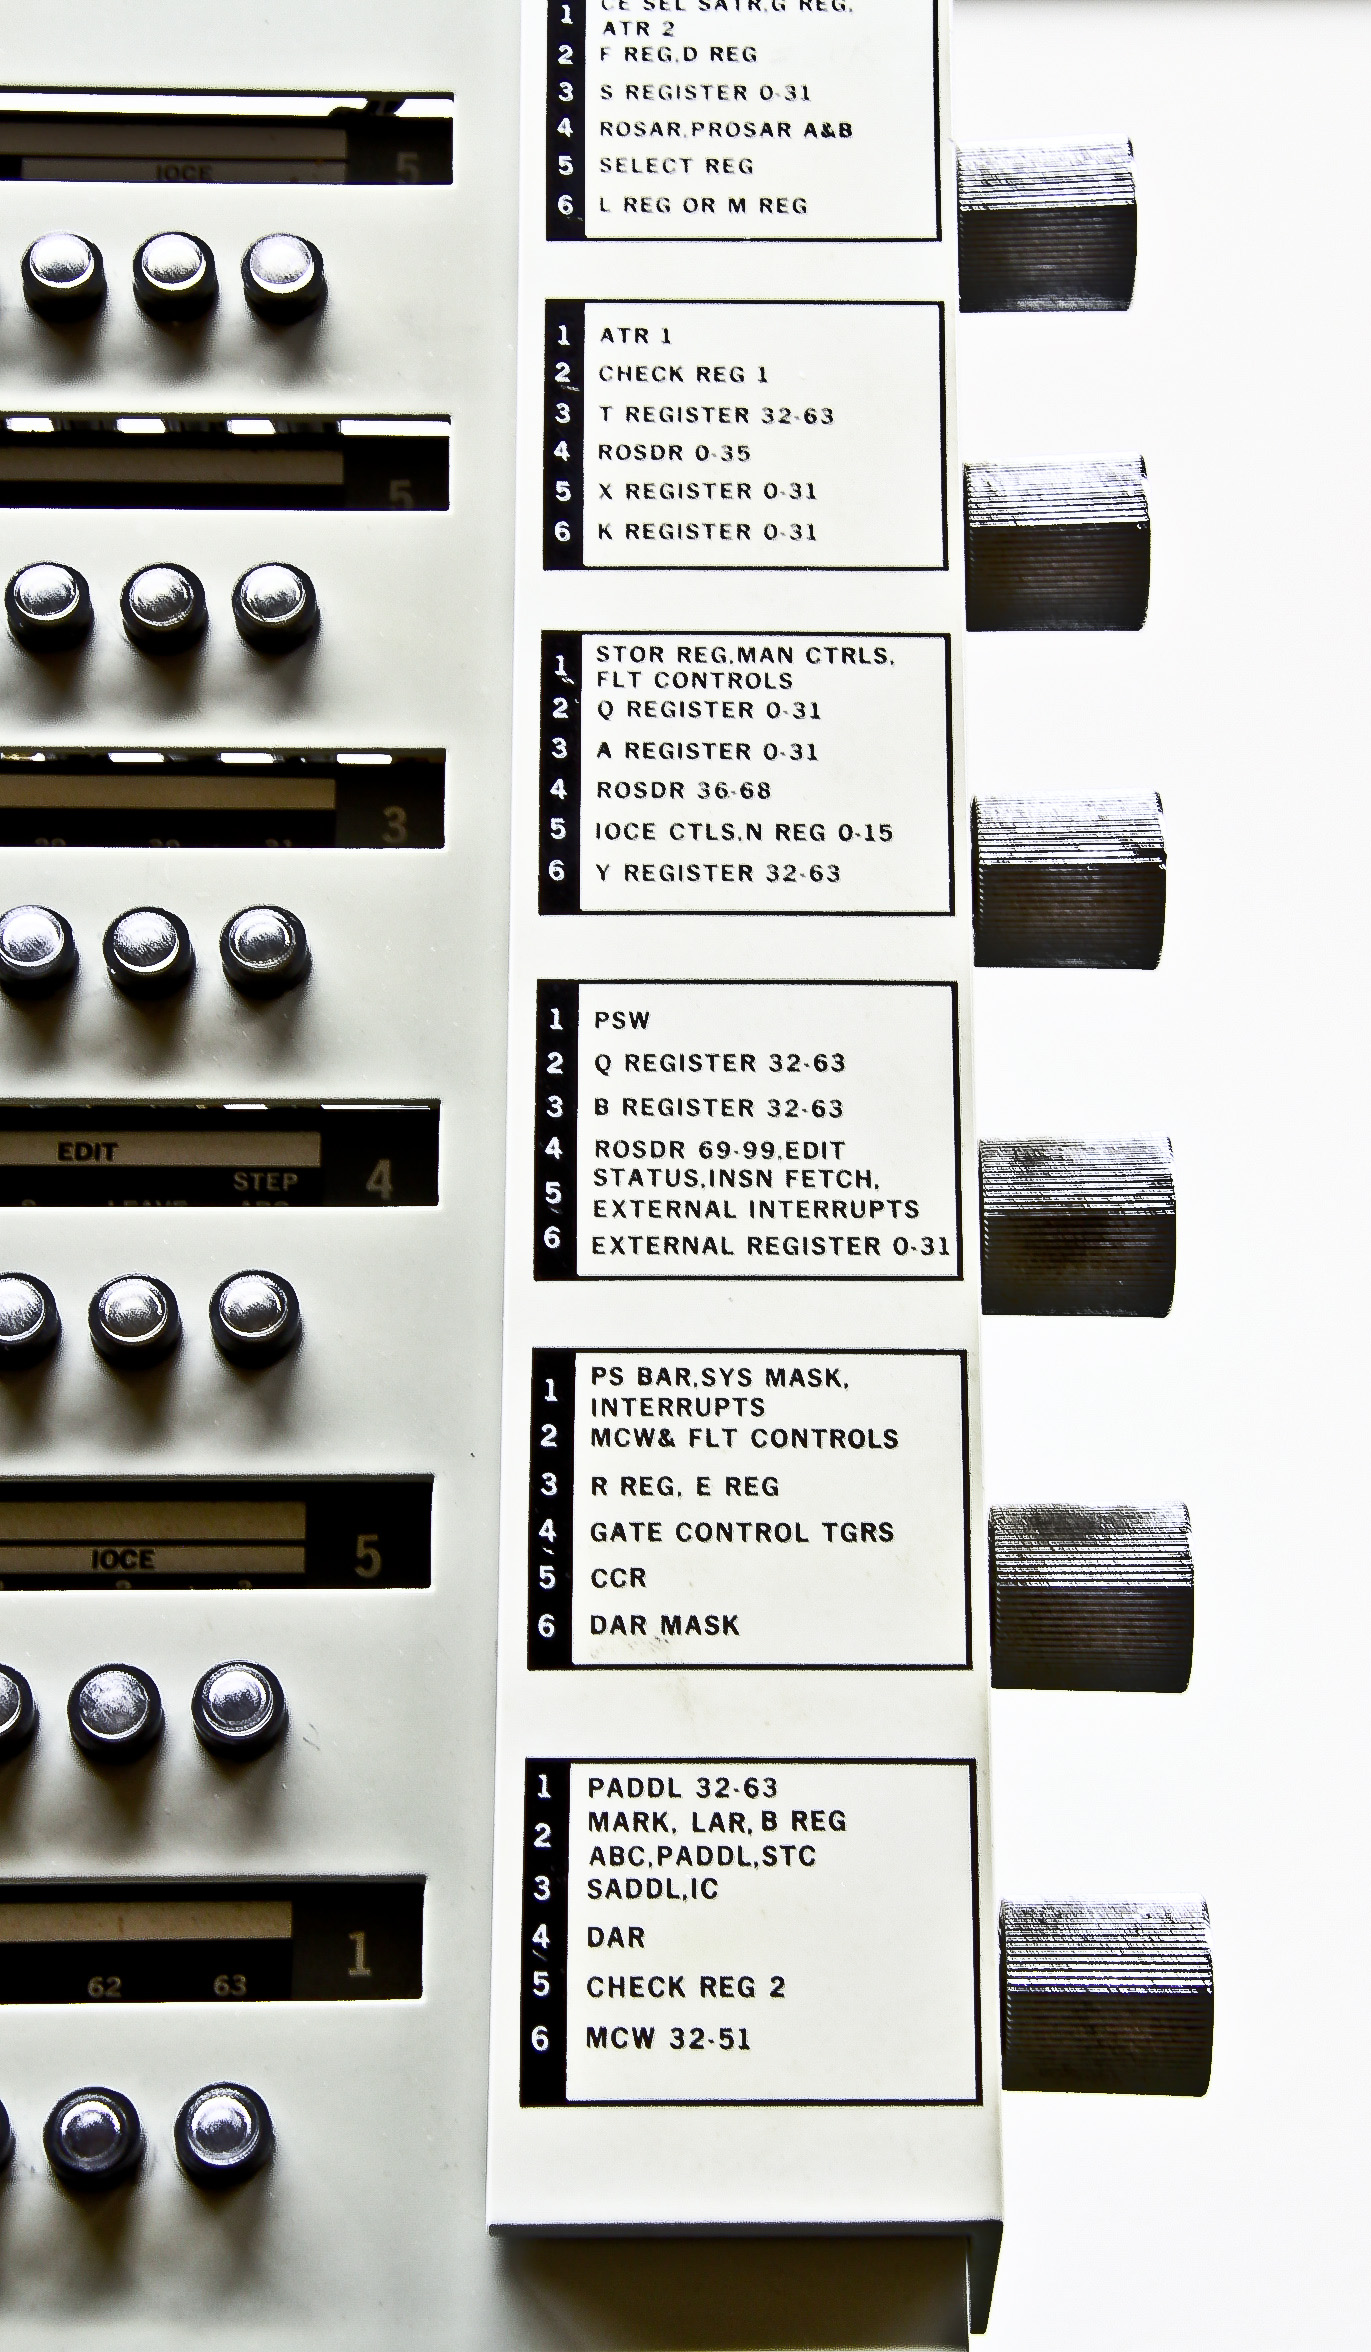 1 CE SEL SATR,G REG,
ATR 2
2 F REG,D REG
3 S REGISTER 0-31
4 ROSAR,PROSAR A&B
5 SELECT REG
6 L REG OR M REG
IOCE 5
1 ATR 1
2 CHECK REG 1
3 T REGISTER 32-63
4 ROSDR 0-35
5 X REGISTER 0-31
6 K REGISTER 0-31
5
1 STOR REG,MAN CTRLS,
FLT CONTROLS
2 Q REGISTER 0-31
3 A REGISTER 0-31
4 ROSDR 36-68
5 IOCE CTLS,N REG 0-15
6 Y REGISTER 32-63
3
1 PSW
2 Q REGISTER 32-63
3 B REGISTER 32-63
4 ROSDR 69-99,EDIT
5 STATUS,INSN FETCH,
EXTERNAL INTERRUPTS
6 EXTERNAL REGISTER 0-31
EDIT
STEP 4
1 PS BAR,SYS MASK,
INTERRUPTS
2 MCW& FLT CONTROLS
3 R REG, E REG
4 GATE CONTROL TGRS
5 CCR
6 DAR MASK
IOCE 5
1 PADDL 32-63
2 MARK, LAR, B REG
ABC,PADDL,STC
3 SADDL,IC
4 DAR
5 CHECK REG 2
6 MCW 32-51
1
62 63